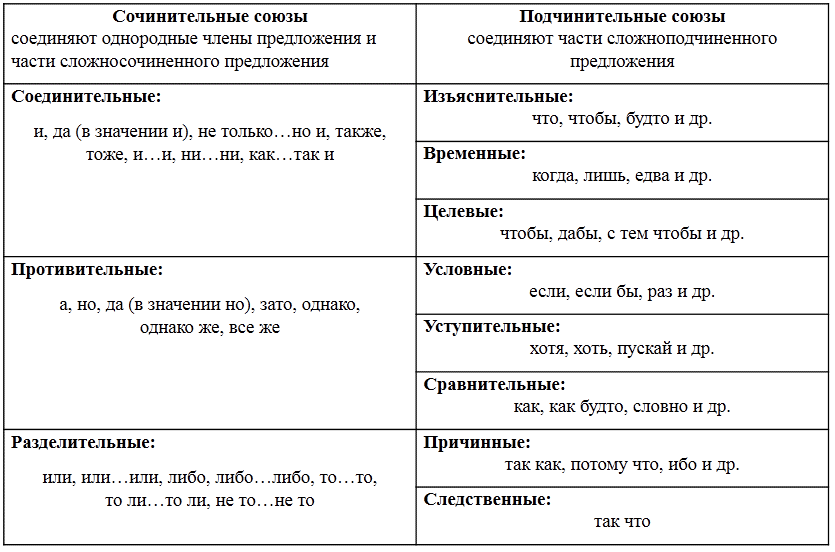 Сочинительные союзы
соединяют однородные члены предложения и
части сложносочиненного предложения
Подчинительные союзы
соединяют части сложноподчиненного
предложения
Соединительные:
и, да (в значении и), не только…но и, также,
тоже, и…и, ни…ни, как…так и
Изъяснительные:
что, чтобы, будто и др.
Временные:
когда, лишь, едва и др.
Целевые:
чтобы, дабы, с тем чтобы и др.
Противительные:
а, но, да (в значении но), зато, однако,
однако же, все же
Условные:
если, если бы, раз и др.
Уступительные:
хотя, хоть, пускай и др.
Сравнительные:
как, как будто, словно и др.
Разделительные:
или, или…или, либо, либо…либо, то…то,
то ли…то ли, не то…не то
Причинные:
так как, потому что, ибо и др.
Следственные:
так что